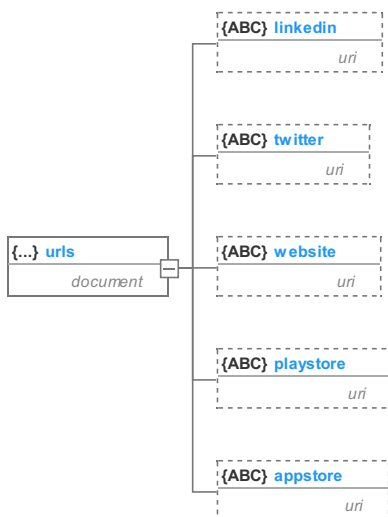 {ABC} linkedin
uri
{ABC} twitter
uri
{...} urls
document
{ABC} website
uri
{ABC} playstore
uri
{ABC} appstore
uri